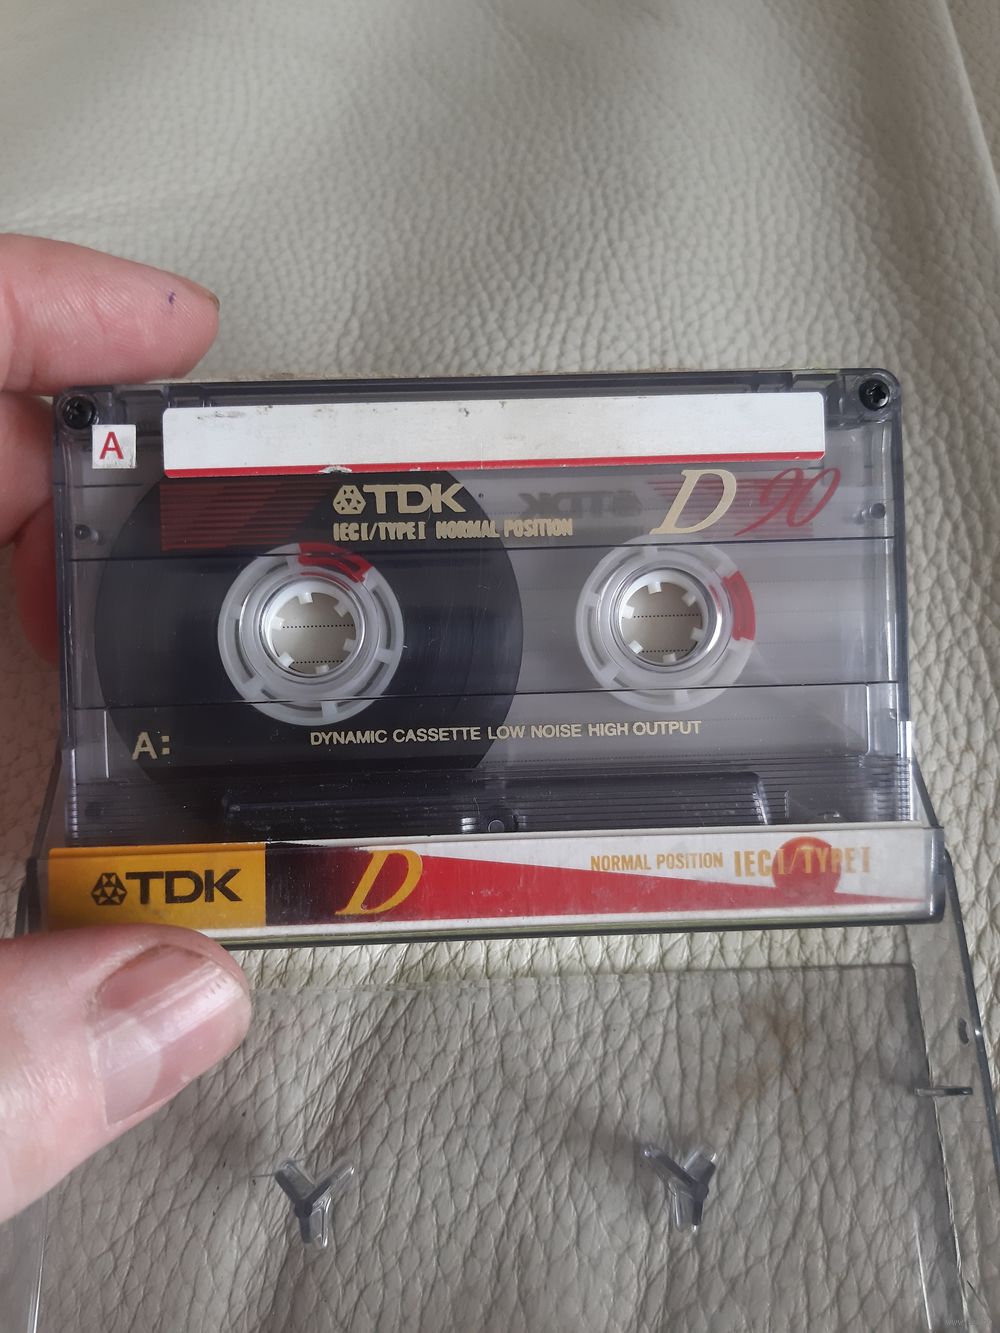 A
TDK
D 90
IEC I/TYPE I NORMAL POSITION
A:
DYNAMIC CASSETTE LOW NOISE HIGH OUTPUT
TDK D NORMAL POSITION IEC I/TYPE I